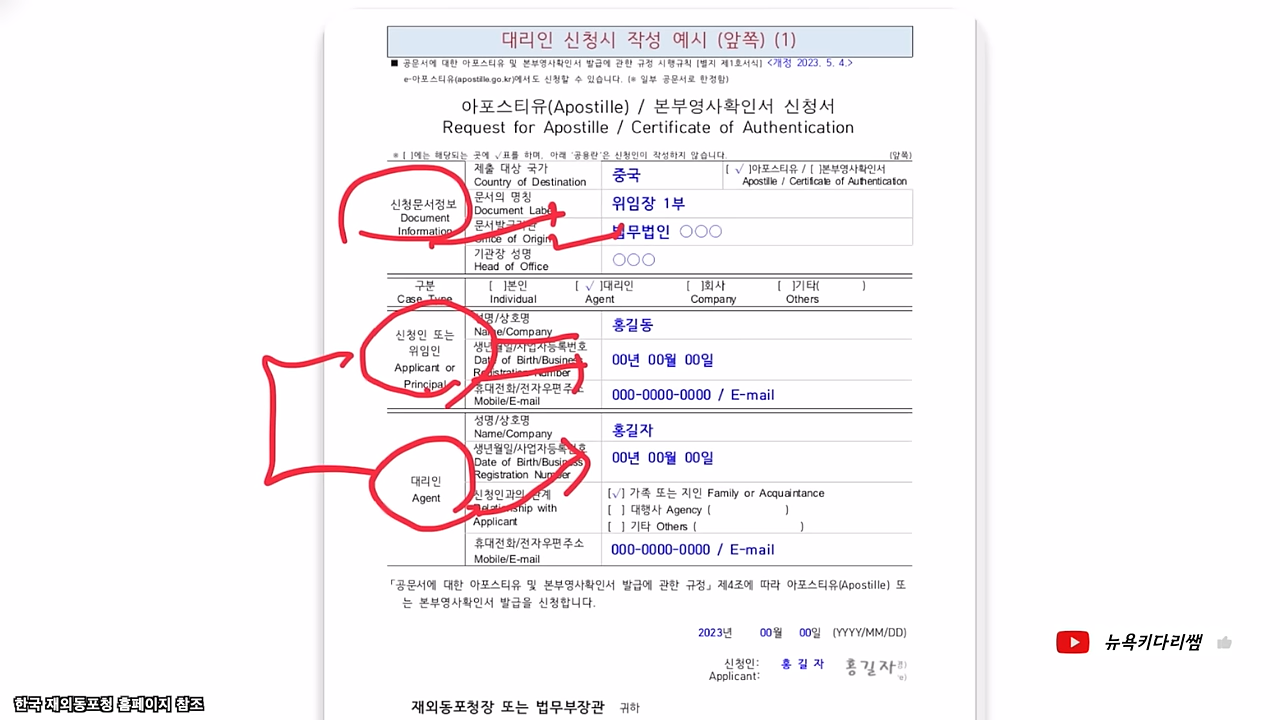 대리인 신청시 작성 예시 (앞쪽) (1)
■ 공문서에 대한 아포스티유 및 본부영사확인서 발급에 관한 규정 시행규칙 [별지 제1호서식] <개정 2023. 5. 4.>
e-아포스티유(apostille.go.kr)에서도 신청할 수 있습니다. (※ 일부 공문서로 한정함)
아포스티유(Apostille) / 본부영사확인서 신청서
Request for Apostille / Certificate of Authentication
※ [ ]에는 해당되는 곳에 √표를 하며, 아래 '공용란'은 신청인이 작성하지 않습니다. (앞쪽)
신청문서정보
Document
Information
제출 대상 국가
Country of Destination
중국
[ √ ]아포스티유 / [ ]본부영사확인서
Apostille / Certificate of Authentication
문서의 명칭
Document Label
위임장 1부
문서발급기관
Office of Origin
법무법인 ○○○
기관장 성명
Head of Office
○○○
구분
Case Type
[ ]본인
Individual
[ √ ]대리인
Agent
[ ]회사
Company
[ ]기타( )
Others
신청인 또는
위임인
Applicant or
Principal
성명/상호명
Name/Company
홍길동
생년월일/사업자등록번호
Date of Birth/Business
Registration Number
00년 00월 00일
휴대전화/전자우편주소
Mobile/E-mail
000-0000-0000 / E-mail
대리인
Agent
성명/상호명
Name/Company
홍길자
생년월일/사업자등록번호
Date of Birth/Business
Registration Number
00년 00월 00일
신청인과의 관계
Relationship with
Applicant
[√] 가족 또는 지인 Family or Acquaintance
[ ] 대행사 Agency ( )
[ ] 기타 Others ( )
휴대전화/전자우편주소
Mobile/E-mail
000-0000-0000 / E-mail
「공문서에 대한 아포스티유 및 본부영사확인서 발급에 관한 규정」 제4조에 따라 아포스티유(Apostille) 또
는 본부영사확인서 발급을 신청합니다.
2023년 00월 00일 (YYYY/MM/DD)
신청인: 홍 길 자 홍길자
Applicant:
재외동포청장 또는 법무부장관 귀하
뉴욕키다리쌤
한국 재외동포청 홈페이지 참조